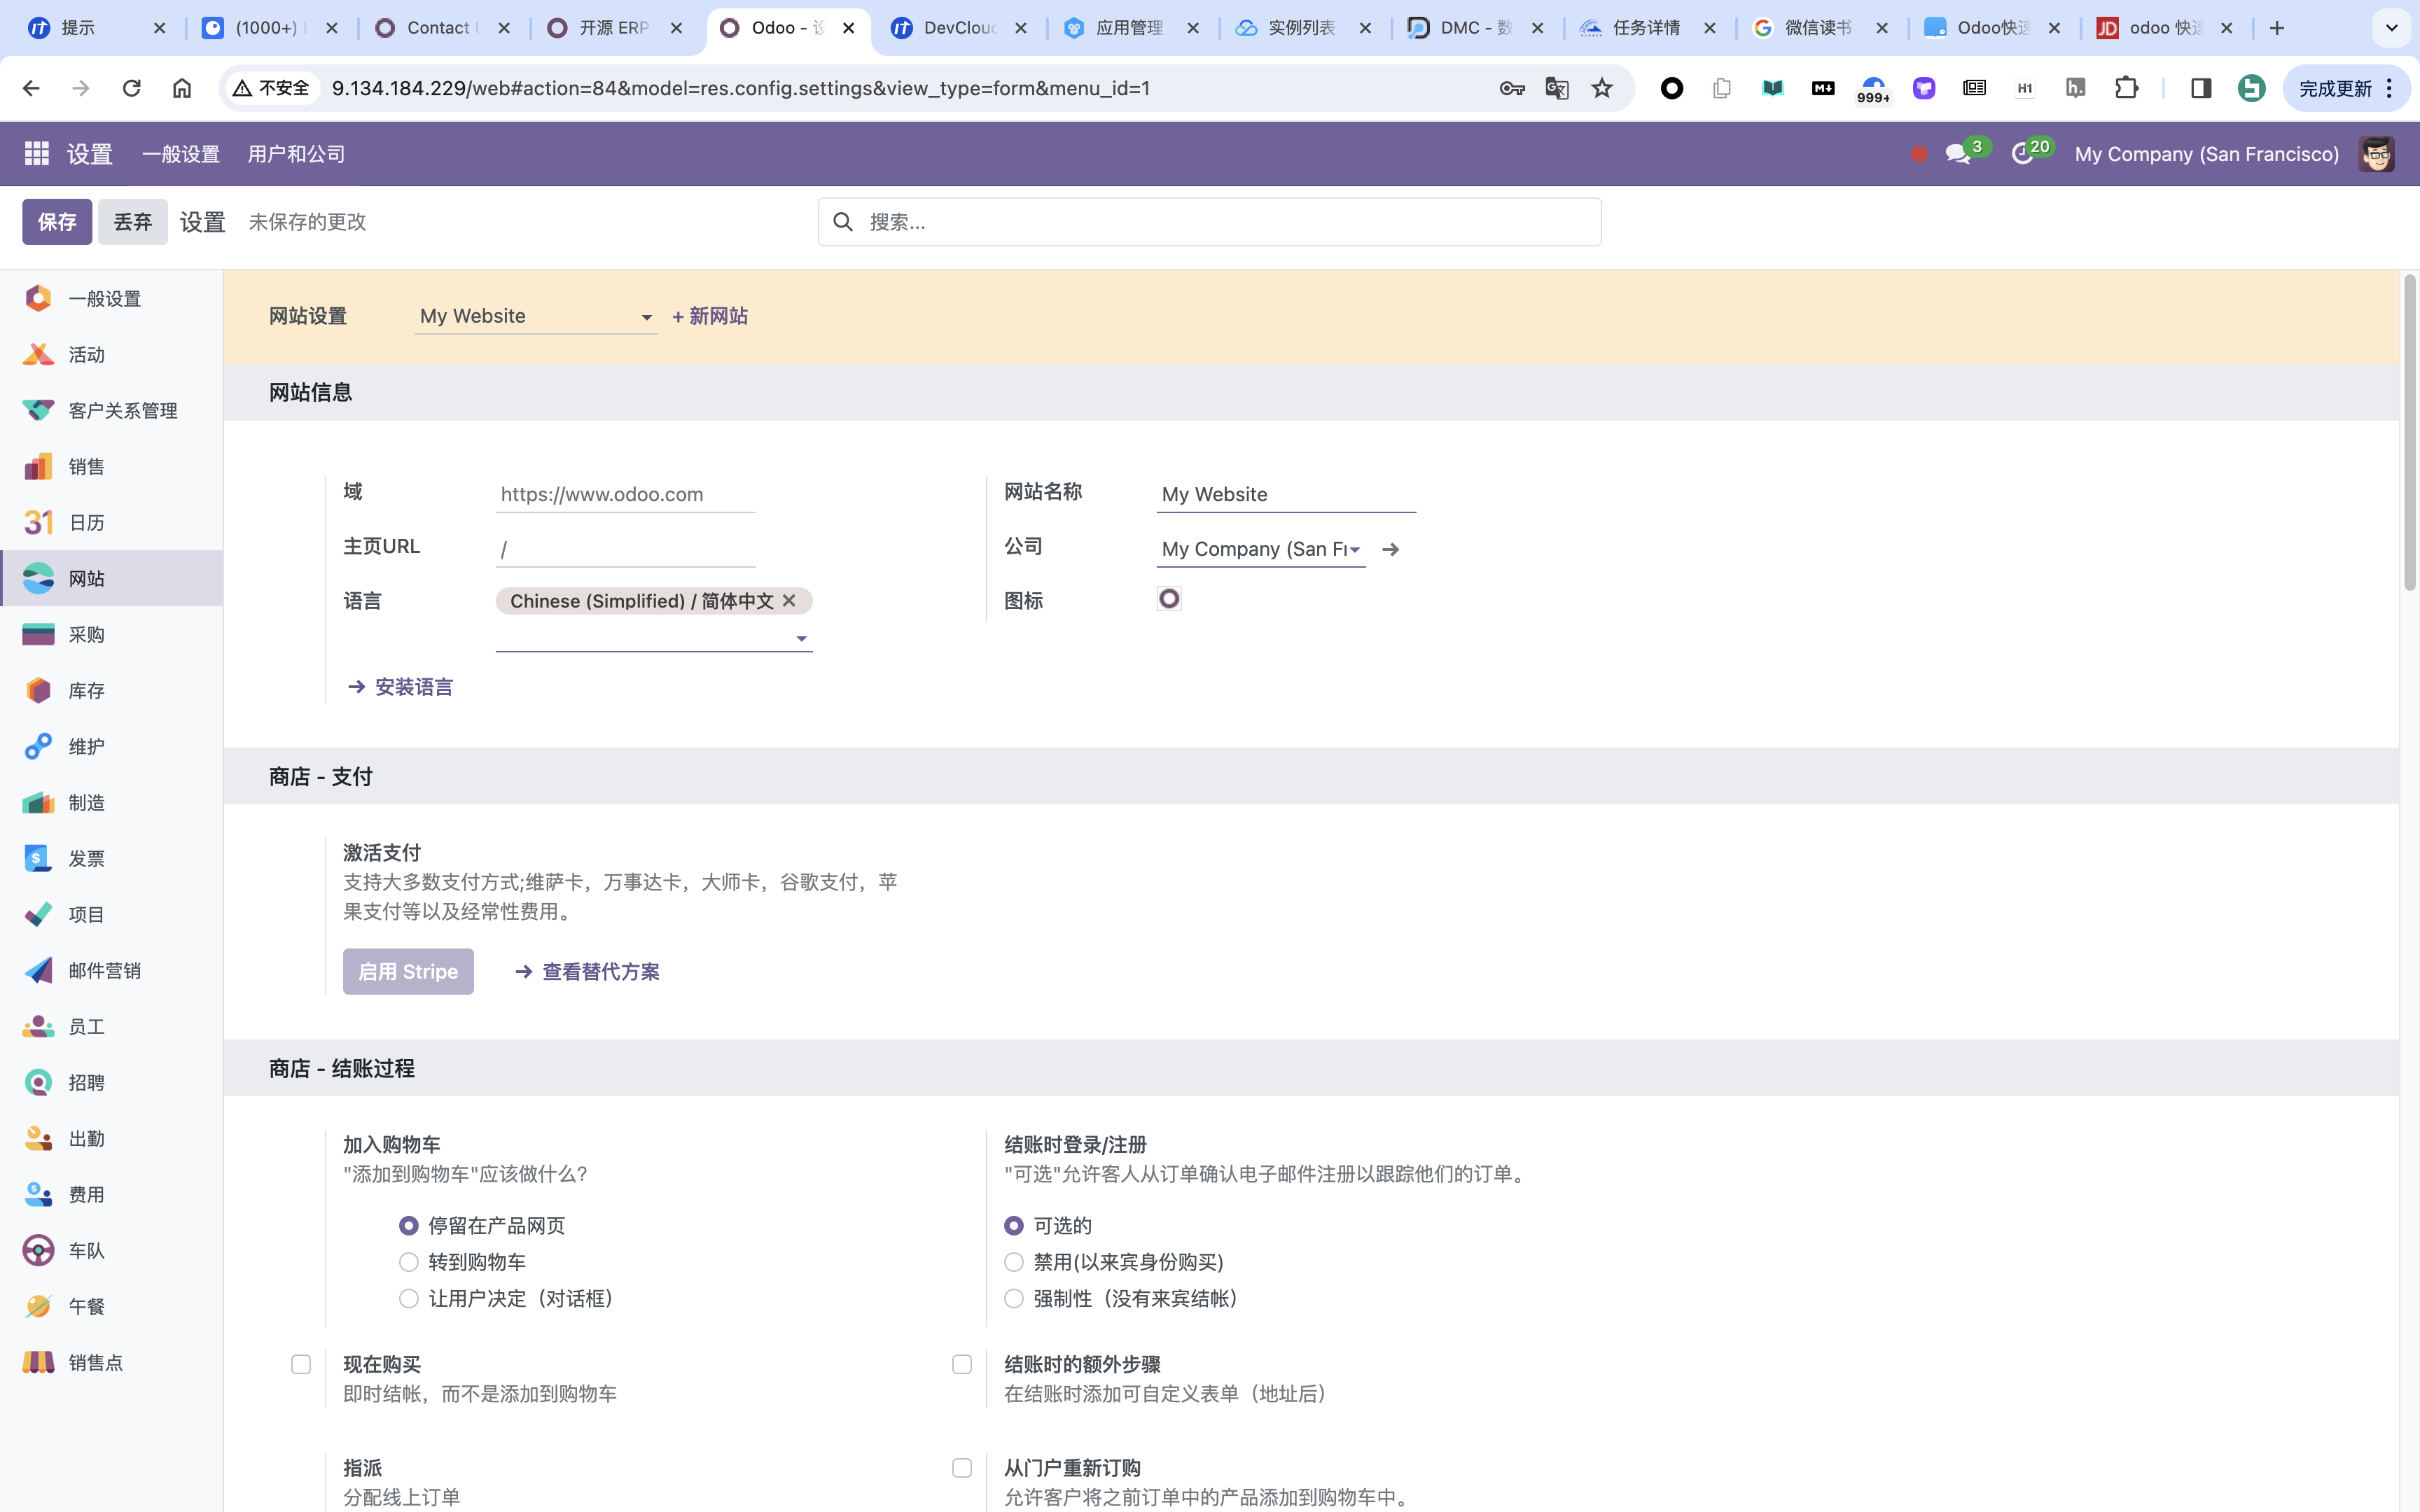 提示
(1000+)
Contact
开源 ERP
Odoo - 设
DevCloud
应用管理
实例列表
DMC - 数
任务详情
微信读书
Odoo快速
odoo 快速
不安全
9.134.184.229/web#action=84&model=res.config.settings&view_type=form&menu_id=1
999+
M↓
H1
h.
完成更新
设置
一般设置
用户和公司
3
20
My Company (San Francisco)
保存
丢弃
设置
未保存的更改
搜索...
一般设置
活动
客户关系管理
销售
31 日历
网站
采购
库存
维护
制造
发票
项目
邮件营销
员工
招聘
出勤
费用
车队
午餐
销售点
网站设置
My Website
+ 新网站
网站信息
域
https://www.odoo.com
网站名称
My Website
主页URL
/
公司
My Company (San Fr
语言
Chinese (Simplified) / 简体中文
图标
安装语言
商店 - 支付
激活支付
支持大多数支付方式;维萨卡，万事达卡，大师卡，谷歌支付，苹
果支付等以及经常性费用。
启用 Stripe
查看替代方案
商店 - 结账过程
加入购物车
"添加到购物车"应该做什么?
停留在产品网页
转到购物车
让用户决定（对话框）
结账时登录/注册
"可选"允许客人从订单确认电子邮件注册以跟踪他们的订单。
可选的
禁用(以来宾身份购买)
强制性（没有来宾结帐）
现在购买
即时结帐，而不是添加到购物车
结账时的额外步骤
在结账时添加可自定义表单（地址后）
指派
分配线上订单
从门户重新订购
允许客户将之前订单中的产品添加到购物车中。